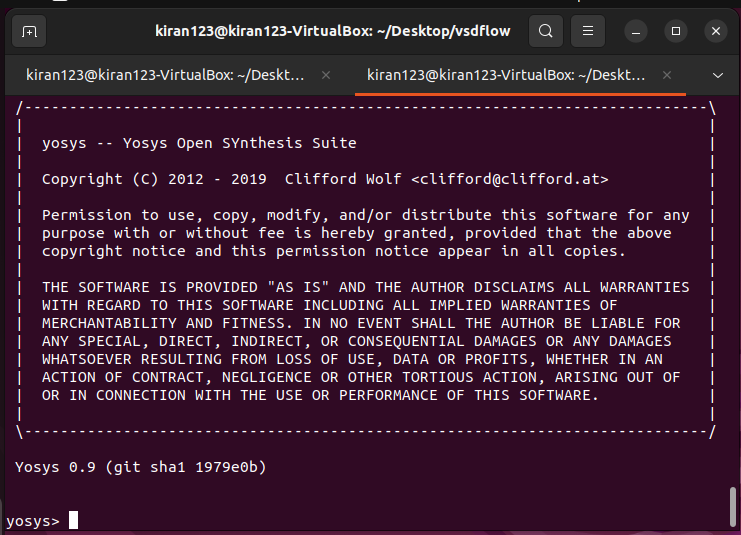 kiran123@kiran123-VirtualBox: ~/Desktop/vsdflow
kiran123@kiran123-VirtualBox: ~/Deskt... × kiran123@kiran123-VirtualBox: ~/Deskt... ×
/----------------------------------------------------------------------------\
|                                                                            |
|  yosys -- Yosys Open SYnthesis Suite                                       |
|                                                                            |
|  Copyright (C) 2012 - 2019  Clifford Wolf <clifford@clifford.at>           |
|                                                                            |
|  Permission to use, copy, modify, and/or distribute this software for any  |
|  purpose with or without fee is hereby granted, provided that the above    |
|  copyright notice and this permission notice appear in all copies.         |
|                                                                            |
|  THE SOFTWARE IS PROVIDED "AS IS" AND THE AUTHOR DISCLAIMS ALL WARRANTIES  |
|  WITH REGARD TO THIS SOFTWARE INCLUDING ALL IMPLIED WARRANTIES OF          |
|  MERCHANTABILITY AND FITNESS. IN NO EVENT SHALL THE AUTHOR BE LIABLE FOR   |
|  ANY SPECIAL, DIRECT, INDIRECT, OR CONSEQUENTIAL DAMAGES OR ANY DAMAGES    |
|  WHATSOEVER RESULTING FROM LOSS OF USE, DATA OR PROFITS, WHETHER IN AN     |
|  ACTION OF CONTRACT, NEGLIGENCE OR OTHER TORTIOUS ACTION, ARISING OUT OF   |
|  OR IN CONNECTION WITH THE USE OR PERFORMANCE OF THIS SOFTWARE.            |
|                                                                            |
\----------------------------------------------------------------------------/
Yosys 0.9 (git sha1 1979e0b)
yosys>